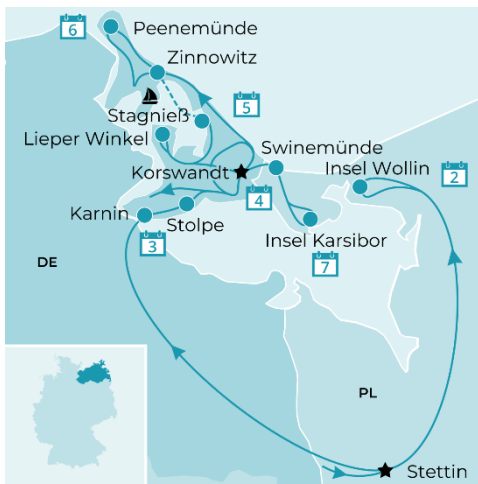 Peenemünde
6
Zinnowitz
5
Stagnieß
Lieper Winkel
Swinemünde
Insel Wollin
2
Korswandt
4
Karnin
Stolpe
3
Insel Karsibor
7
DE
PL
Stettin